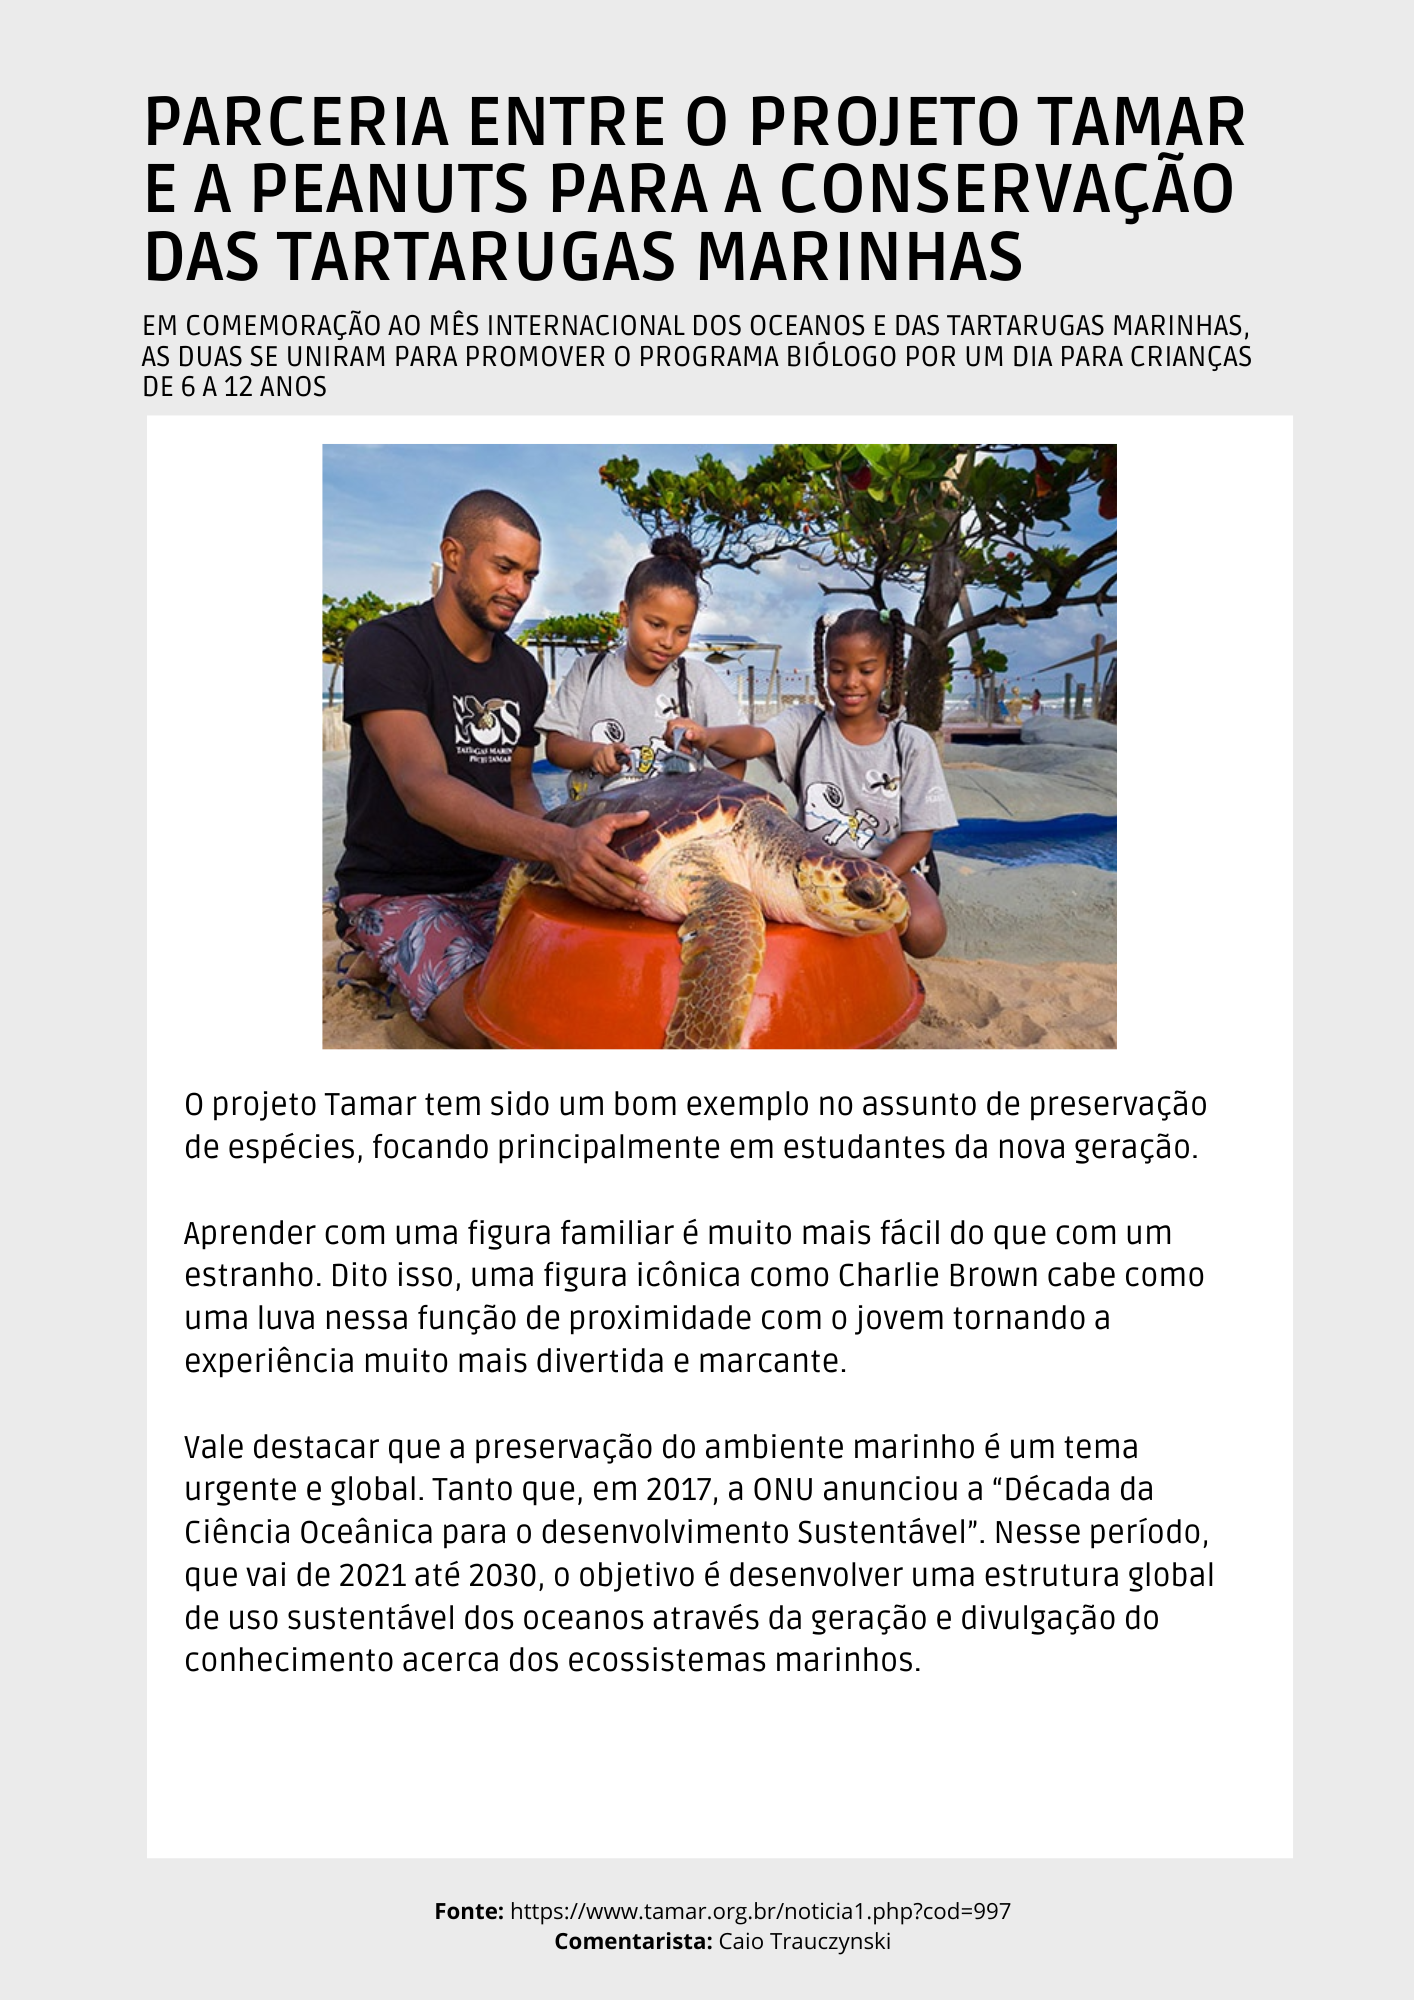 PARCERIA ENTRE O PROJETO TAMAR
E A PEANUTS PARA A CONSERVAÇÃO
DAS TARTARUGAS MARINHAS
EM COMEMORAÇÃO AO MÊS INTERNACIONAL DOS OCEANOS E DAS TARTARUGAS MARINHAS,
AS DUAS SE UNIRAM PARA PROMOVER O PROGRAMA BIÓLOGO POR UM DIA PARA CRIANÇAS
DE 6 A 12 ANOS
SOS
O projeto Tamar tem sido um bom exemplo no assunto de preservação
de espécies, focando principalmente em estudantes da nova geração.
Aprender com uma figura familiar é muito mais fácil do que com um
estranho. Dito isso, uma figura icônica como Charlie Brown cabe como
uma luva nessa função de proximidade com o jovem tornando a
experiência muito mais divertida e marcante.
Vale destacar que a preservação do ambiente marinho é um tema
urgente e global. Tanto que, em 2017, a ONU anunciou a “Década da
Ciência Oceânica para o desenvolvimento Sustentável”. Nesse período,
que vai de 2021 até 2030, o objetivo é desenvolver uma estrutura global
de uso sustentável dos oceanos através da geração e divulgação do
conhecimento acerca dos ecossistemas marinhos.
Fonte: https://www.tamar.org.br/noticia1.php?cod=997
Comentarista: Caio Trauczynski